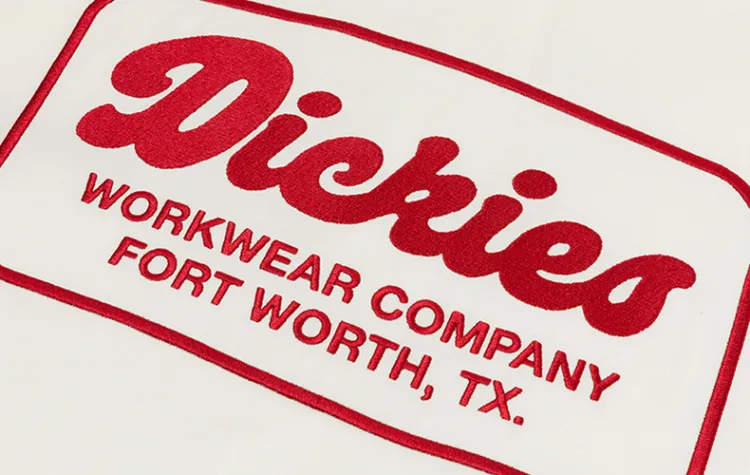 Dickies
WORKWEAR COMPANY
FORT WORTH, TX.